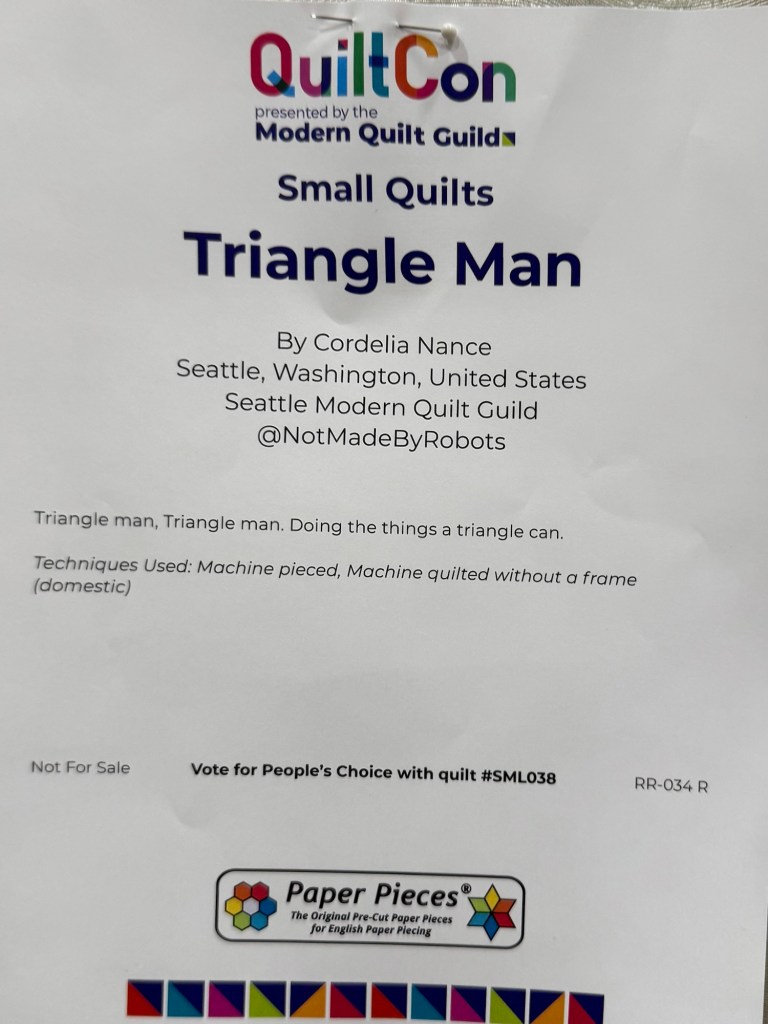 QuiltCon
presented by the
Modern Quilt Guild
Small Quilts
Triangle Man
By Cordelia Nance
Seattle, Washington, United States
Seattle Modern Quilt Guild
@NotMadeByRobots
Triangle man, Triangle man. Doing the things a triangle can.
Techniques Used: Machine pieced, Machine quilted without a frame
(domestic)
Not For Sale Vote for People's Choice with quilt #SML038 RR-034 R
Paper Pieces®
The Original Pre-Cut Paper Pieces
for English Paper Piecing